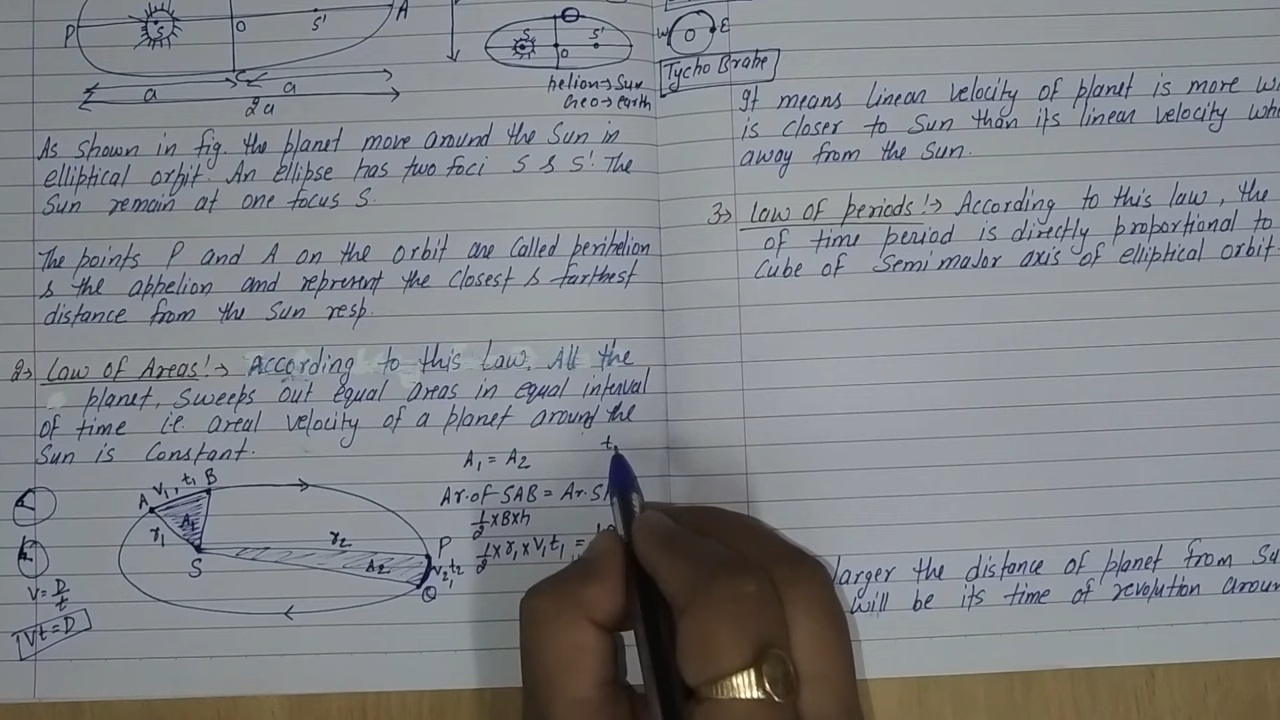 P
S
O
S'
A
C
a
a
2a
S
O
S'
helion → Sun
Geo → earth
As shown in fig. the planet move around the Sun in
elliptical orbit. An ellipse has two foci S & S'. The
Sun remain at one focus S.
The points P and A on the orbit are called perihelion
& the aphelion and represent the closest & farthest
distance from the Sun resp.
2→ Law of Areas!→ According to this Law. All the
planet, sweeps out equal areas in equal interval
of time i.e. areal velocity of a planet around the
Sun is Constant.
A
V₁, t₁
B
A₁
r₁
S
r₂
A₂
P
V₂t₂
Q
V = D/t
Vt = D
A₁ = A₂
t₁
Ar. of SAB = Ar. S
1/2 × B × h
1/2 × r₁ × V₁t₁ =
W
O
E
Tycho Brahe
It means linear velocity of planet is more
is closer to Sun than its linear velocity
away from the Sun.
3→ Law of periods!→ According to this law, the
of time period is directly proportional to
Cube of Semi major axis of elliptical orbit
larger the distance of planet from
will be its time of revolution